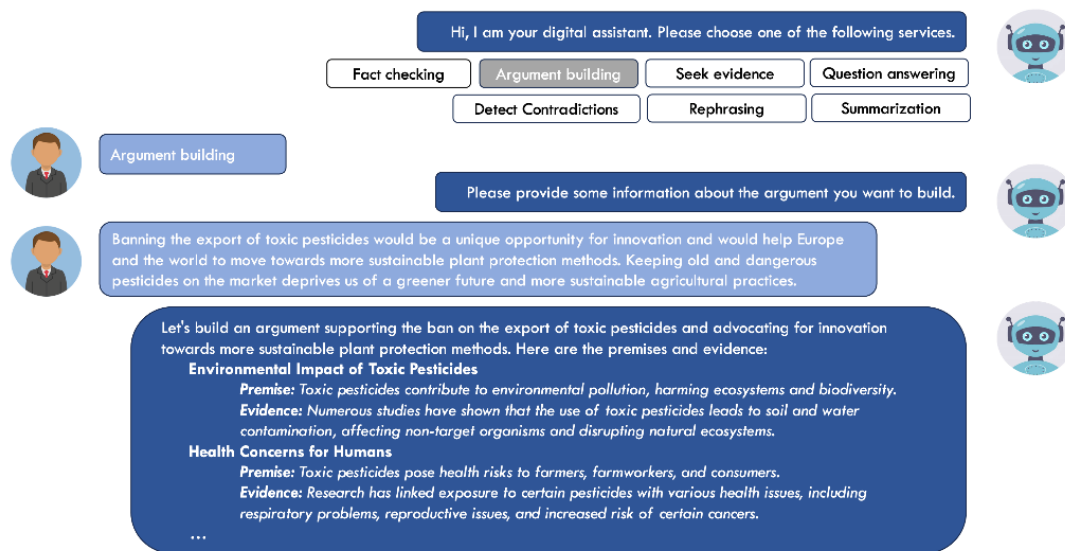 Hi, I am your digital assistant. Please choose one of the following services.
Fact checking
Argument building
Seek evidence
Question answering
Detect Contradictions
Rephrasing
Summarization
Argument building
Please provide some information about the argument you want to build.
Banning the export of toxic pesticides would be a unique opportunity for innovation and would help Europe
and the world to move towards more sustainable plant protection methods. Keeping old and dangerous
pesticides on the market deprives us of a greener future and more sustainable agricultural practices.
Let's build an argument supporting the ban on the export of toxic pesticides and advocating for innovation
towards more sustainable plant protection methods. Here are the premises and evidence:
Environmental Impact of Toxic Pesticides
Premise: Toxic pesticides contribute to environmental pollution, harming ecosystems and biodiversity.
Evidence: Numerous studies have shown that the use of toxic pesticides leads to soil and water
contamination, affecting non-target organisms and disrupting natural ecosystems.
Health Concerns for Humans
Premise: Toxic pesticides pose health risks to farmers, farmworkers, and consumers.
Evidence: Research has linked exposure to certain pesticides with various health issues, including
respiratory problems, reproductive issues, and increased risk of certain cancers.
...